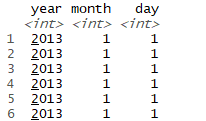 year month day
<int> <int> <int>
1 2013 1 1
2 2013 1 1
3 2013 1 1
4 2013 1 1
5 2013 1 1
6 2013 1 1